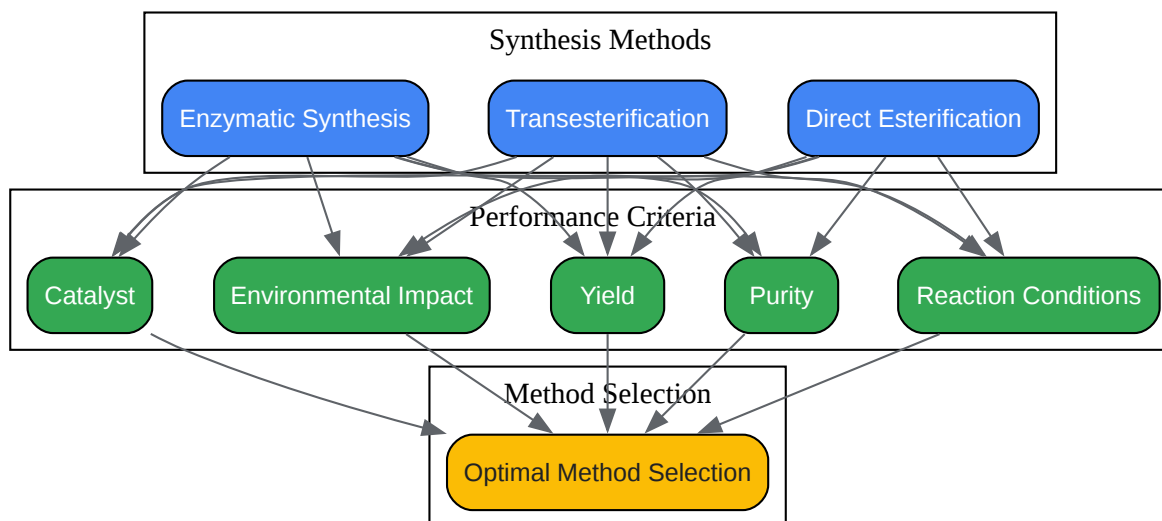 Synthesis Methods
Enzymatic Synthesis
Transesterification
Direct Esterification
Performance Criteria
Catalyst
Environmental Impact
Yield
Purity
Reaction Conditions
Method Selection
Optimal Method Selection